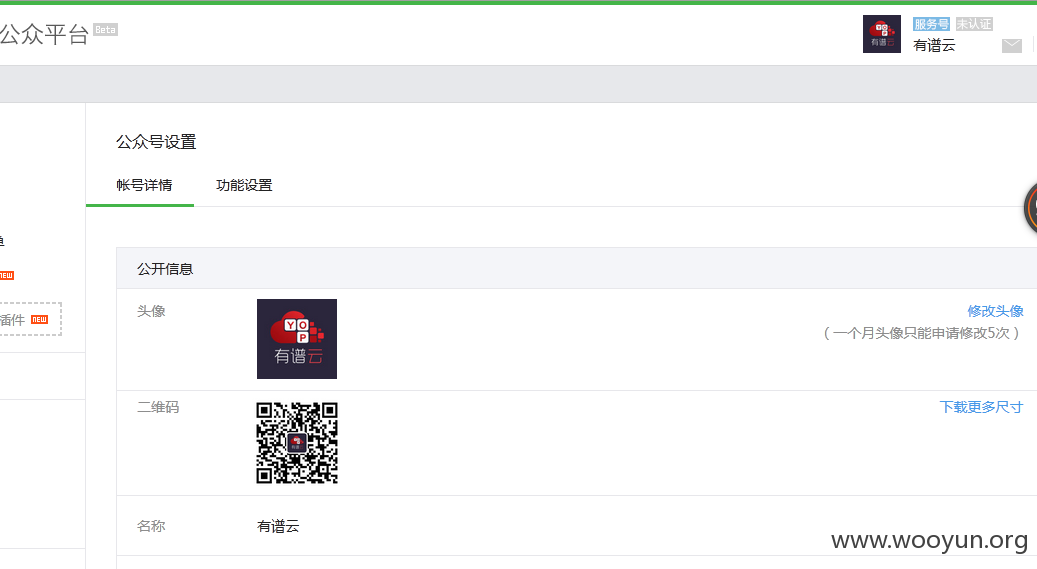 公众平台 Beta
服务号 未认证
有谱云
公众号设置
帐号详情 功能设置
单
NEW
插件 NEW
公开信息
头像
YOP
有谱云
修改头像
（一个月头像只能申请修改5次）
二维码
下载更多尺寸
名称 有谱云
www.wooyun.org